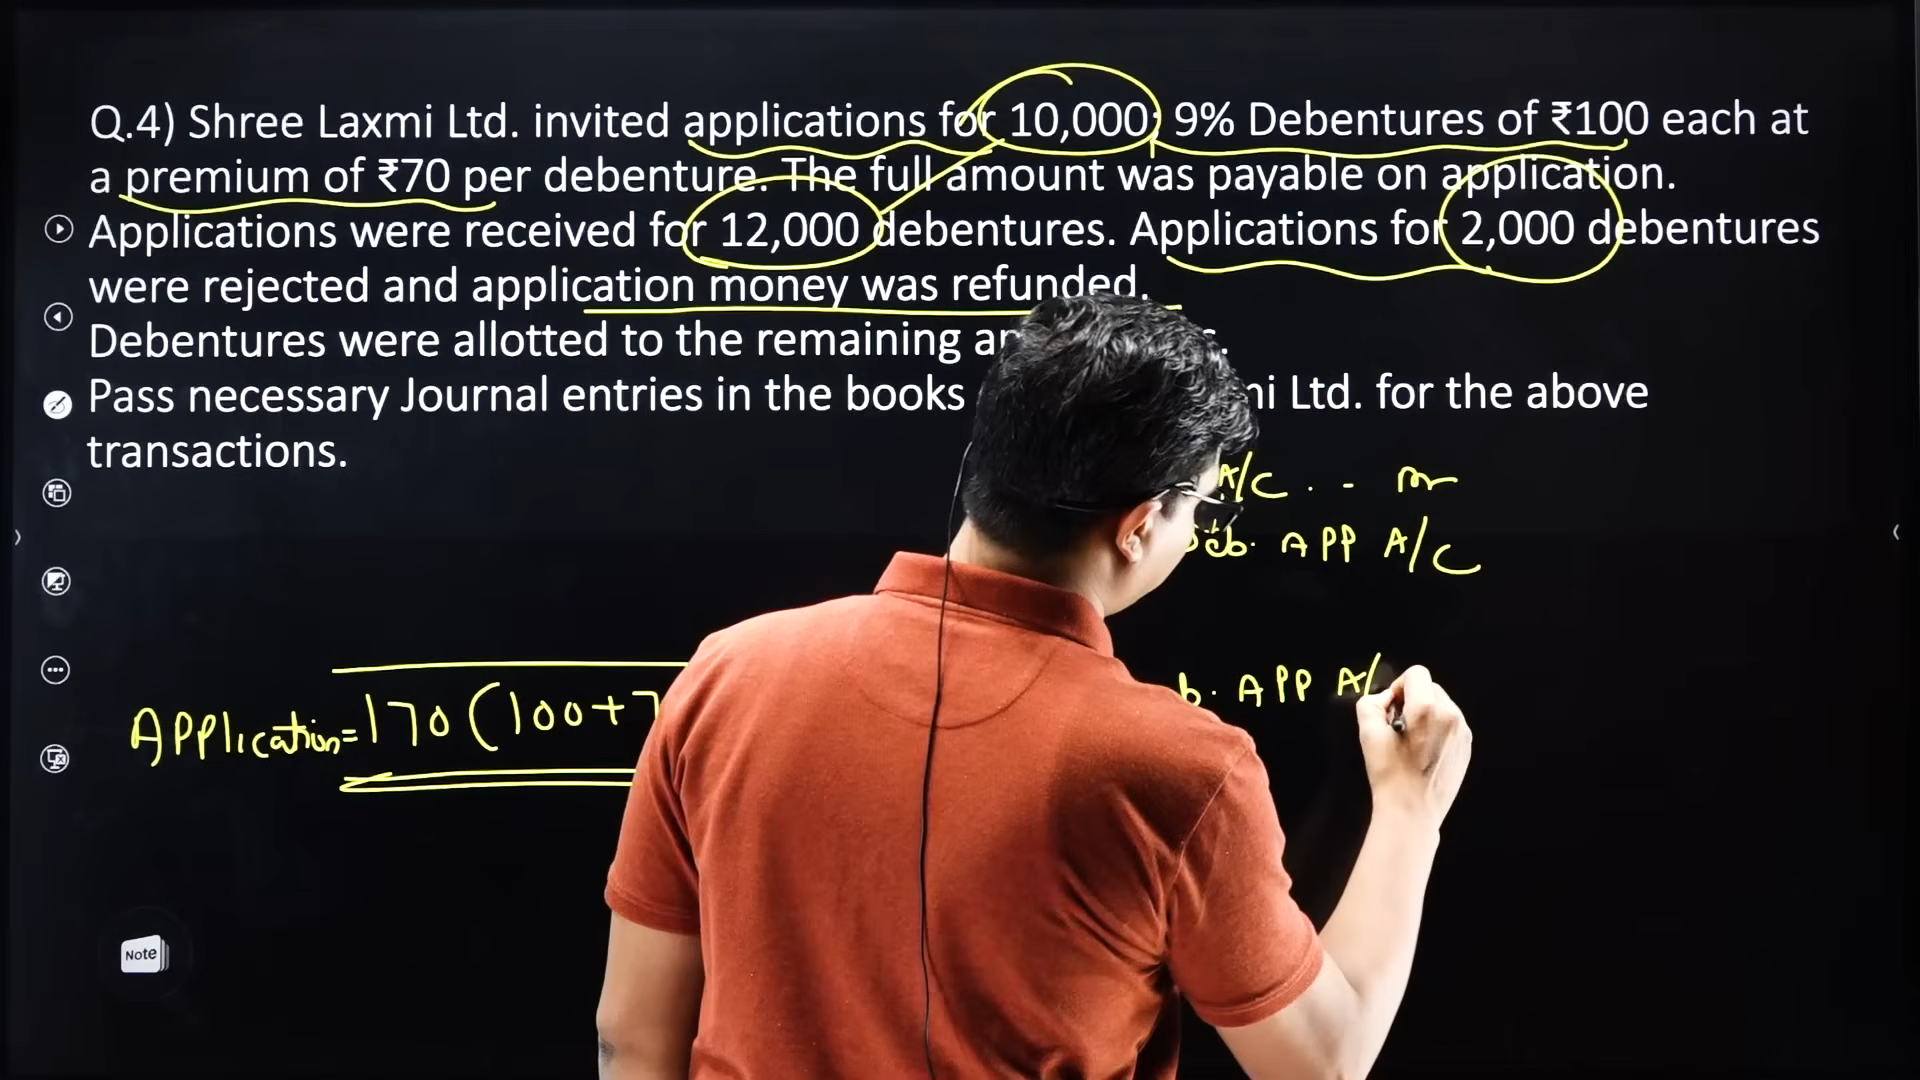 Q.4) Shree Laxmi Ltd. invited applications for 10,000; 9% Debentures of ₹100 each at
a premium of ₹70 per debenture. The full amount was payable on application.
Applications were received for 12,000 debentures. Applications for 2,000 debentures
were rejected and application money was refunded.
Debentures were allotted to the remaining
Pass necessary Journal entries in the books Ltd. for the above
transactions.
A/C . -
Deb. APP A/C
APP A/
Application = 170 (100+7
Note